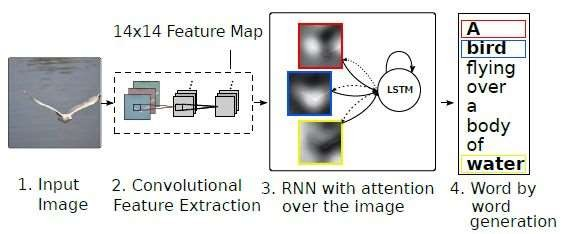 14x14 Feature Map
LSTM
A
bird
flying
over
a
body
of
water
1. Input
Image
2. Convolutional
Feature Extraction
3. RNN with attention
over the image
4. Word by
word
generation